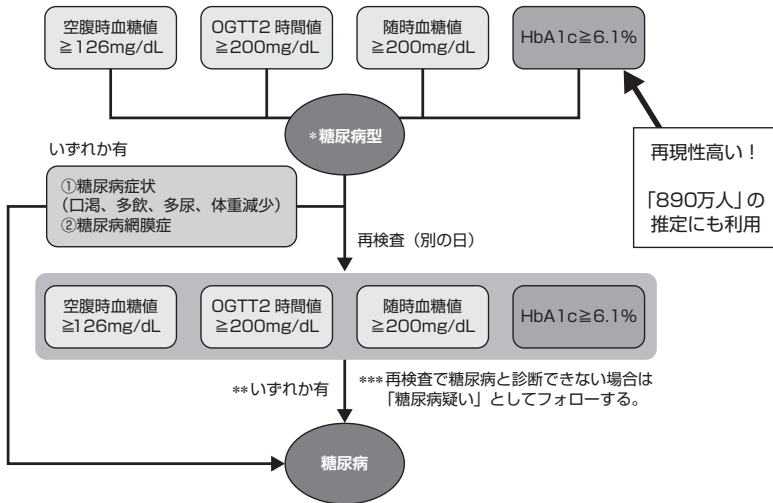 空腹時血糖値
≧126mg/dL
OGTT2 時間値
≧200mg/dL
随時血糖値
≧200mg/dL
HbA1c≧6.1%
*糖尿病型
再現性高い！
「890万人」の
推定にも利用
いずれか有
①糖尿病症状
（口渇、多飲、多尿、体重減少）
②糖尿病網膜症
再検査（別の日）
空腹時血糖値
≧126mg/dL
OGTT2 時間値
≧200mg/dL
随時血糖値
≧200mg/dL
HbA1c≧6.1%
**いずれか有
***再検査で糖尿病と診断できない場合は
「糖尿病疑い」としてフォローする。
糖尿病